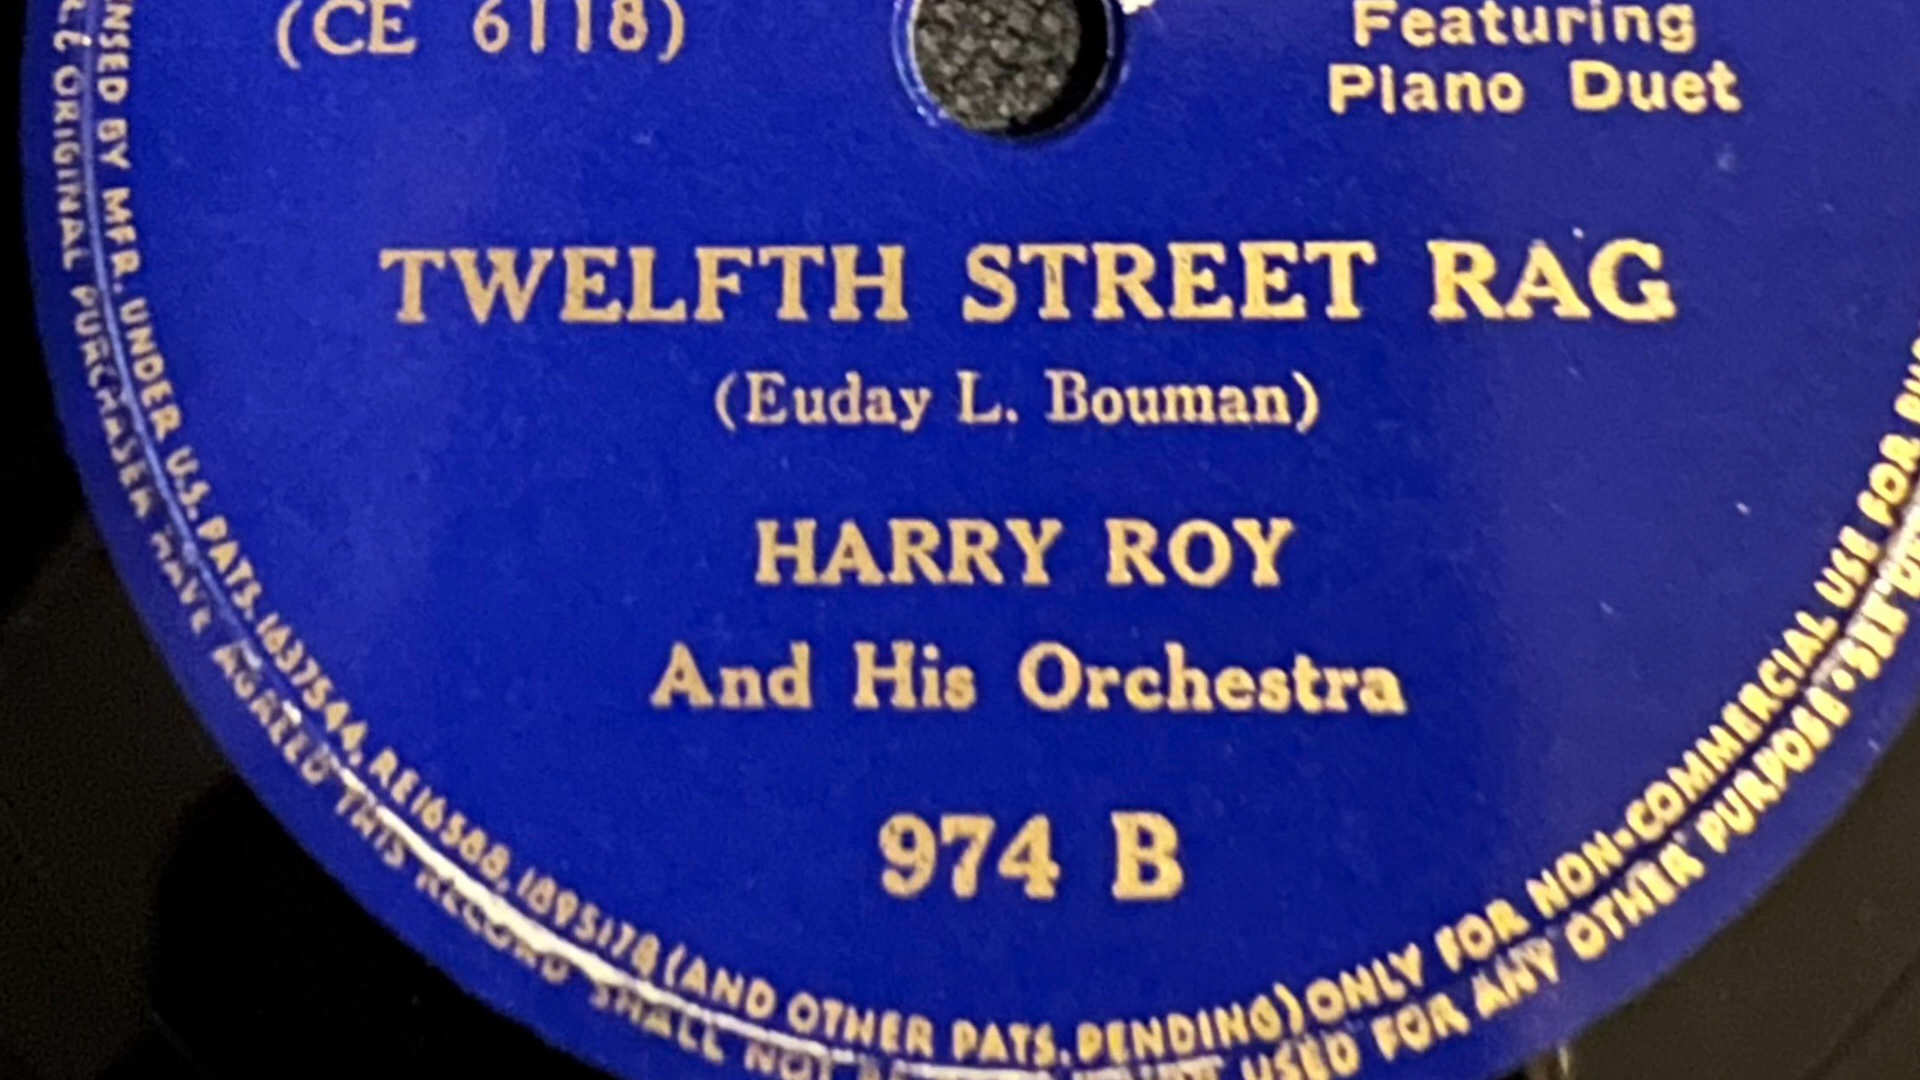 (CE 6118)
Featuring
Piano Duet
TWELFTH STREET RAG
(Euday L. Bouman)
HARRY ROY
And His Orchestra
974 B
BY MFR. UNDER U.S. PATS. 1637544, RE16588, 1895178 (AND OTHER PATS. PENDING) ONLY FOR NON-COMMERCIAL USE FOR
ORIGINAL PURCHASER HAVE AGREED THIS RECORD SHALL NOT USED FOR ANY OTHER PURPOSE • SEE